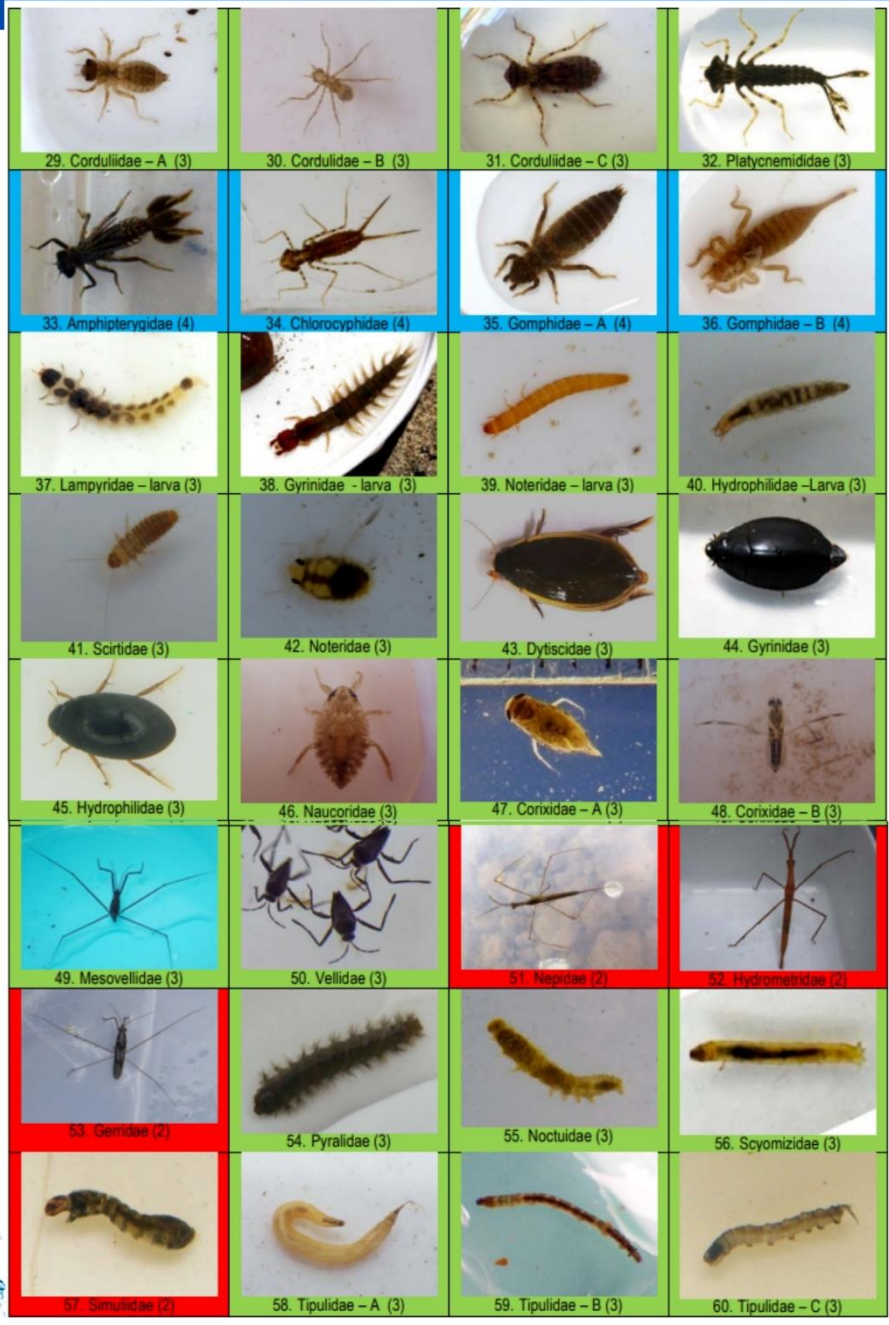 29. Corduliidae – A (3)
30. Cordulidae – B (3)
31. Corduliidae – C (3)
32. Platycnemididae (3)
33. Amphipterygidae (4)
34. Chlorocyphidae (4)
35. Gomphidae – A (4)
36. Gomphidae – B (4)
37. Lampyridae – larva (3)
38. Gyrinidae - larva (3)
39. Noteridae – larva (3)
40. Hydrophilidae –Larva (3)
41. Scirtidae (3)
42. Noteridae (3)
43. Dytiscidae (3)
44. Gyrinidae (3)
45. Hydrophilidae (3)
46. Naucoridae (3)
47. Corixidae – A (3)
48. Corixidae – B (3)
49. Mesovellidae (3)
50. Vellidae (3)
51. Nepidae (2)
52. Hydrometridae (2)
53. Gerridae (2)
54. Pyralidae (3)
55. Noctuidae (3)
56. Scyomizidae (3)
57. Simuliidae (2)
58. Tipulidae – A (3)
59. Tipulidae – B (3)
60. Tipulidae – C (3)